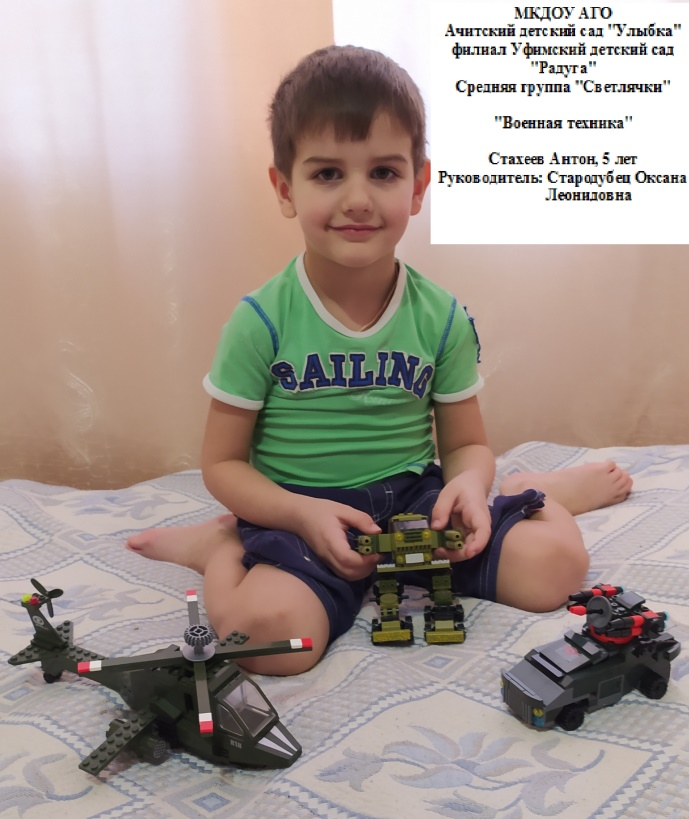 МКДОУ АГО
Ачитский детский сад "Улыбка"
филиал Уфимский детский сад
"Радуга"
Средняя группа "Светлячки"
"Военная техника"
Стахеев Антон, 5 лет
Руководитель: Стародубец Оксана
Леонидовна
SAILING